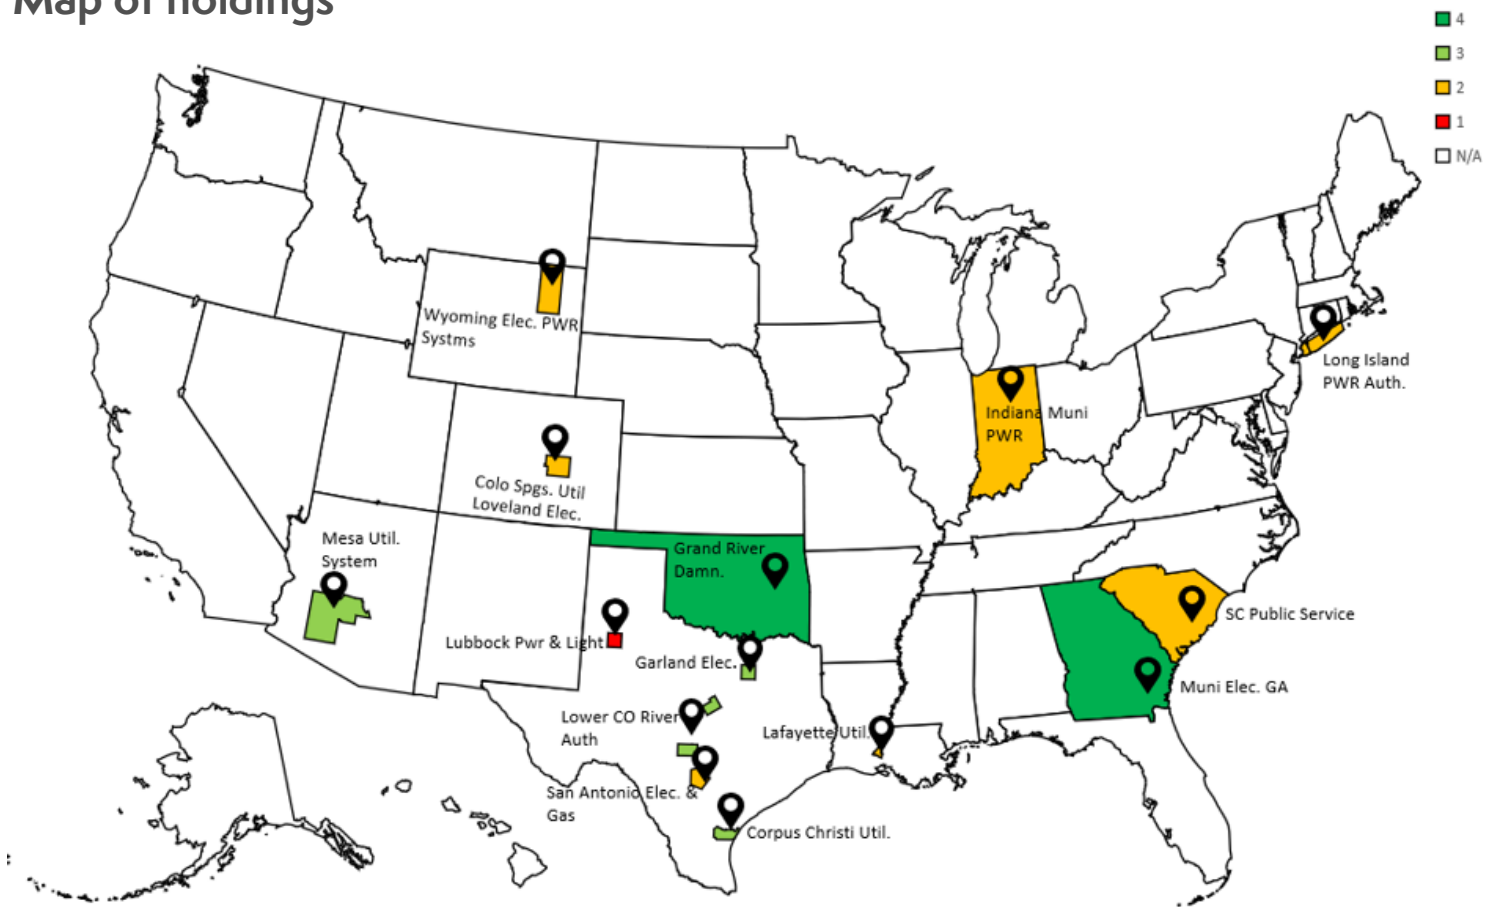 Map of holdings
4
3
2
1
N/A
Wyoming Elec. PWR
Systms
Long Island
PWR Auth.
Indiana Muni
PWR
Colo Spgs. Util
Loveland Elec.
Mesa Util.
System
Grand River
Damn.
SC Public Service
Lubbock Pwr & Light
Garland Elec.
Muni Elec. GA
Lower CO River
Auth
Lafayette Util.
San Antonio Elec. &
Gas
Corpus Christi Util.